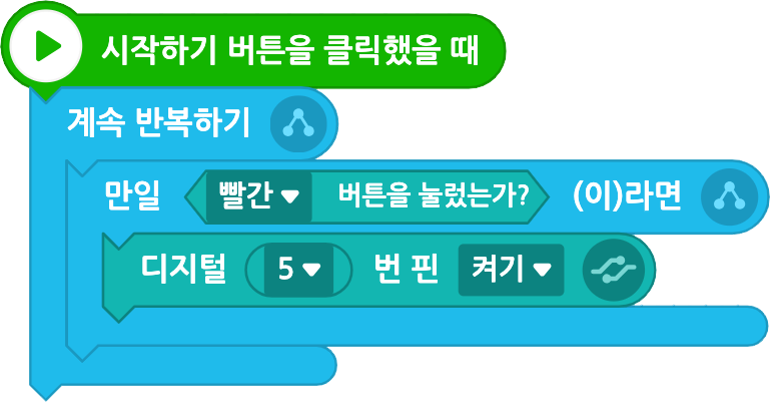 시작하기 버튼을 클릭했을 때
계속 반복하기
만일 빨간 버튼을 눌렀는가? (이)라면
디지털 5 번 핀 켜기